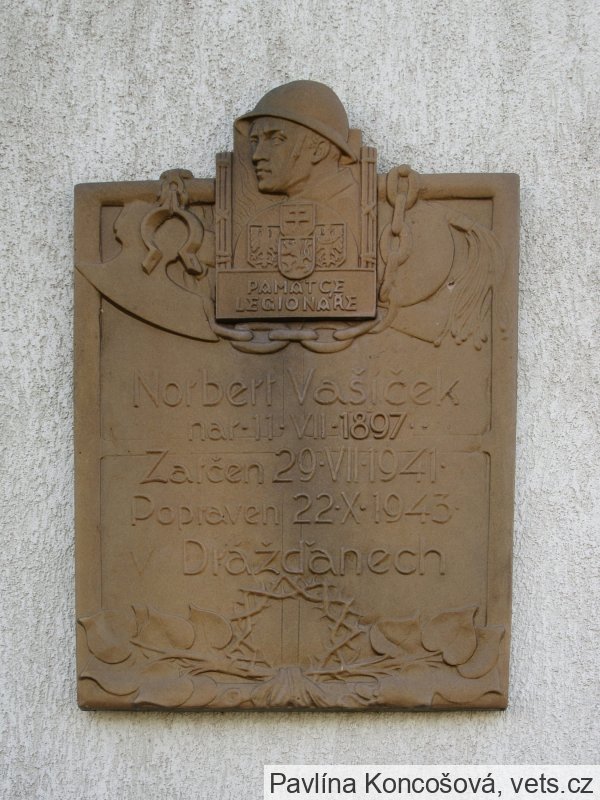 PAMÁTCE
LEGIONÁŘE
Norbert Vašíček
nar·11·VII·1897·
Zatčen 29·VII·1941·
Popraven 22·X·1943·
v Drážďanech
Pavlína Koncošová, vets.cz